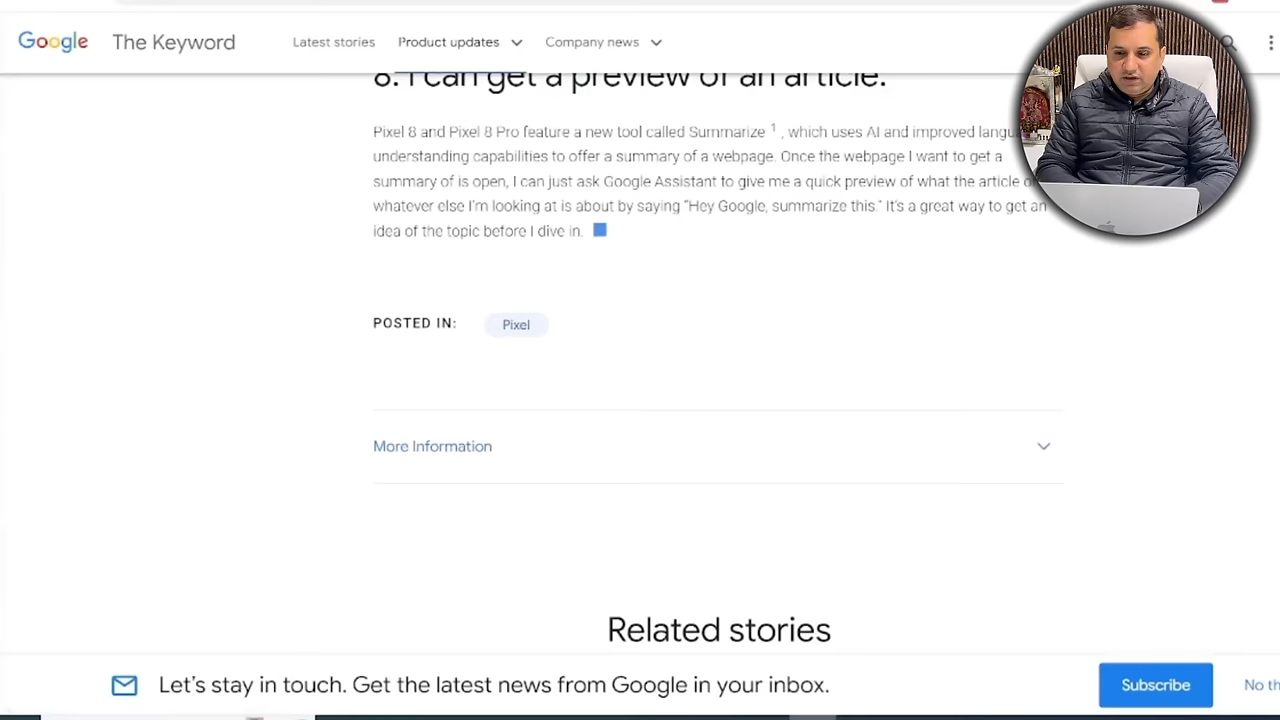 Google The Keyword Latest stories Product updates Company news
8. I can get a preview of an article.
Pixel 8 and Pixel 8 Pro feature a new tool called Summarize 1 , which uses AI and improved
understanding capabilities to offer a summary of a webpage. Once the webpage I want to get a
summary of is open, I can just ask Google Assistant to give me a quick preview of what the article
whatever else I'm looking at is about by saying “Hey Google, summarize this.” It's a great way to get an
idea of the topic before I dive in.
POSTED IN: Pixel
More Information
Related stories
Let's stay in touch. Get the latest news from Google in your inbox. Subscribe No